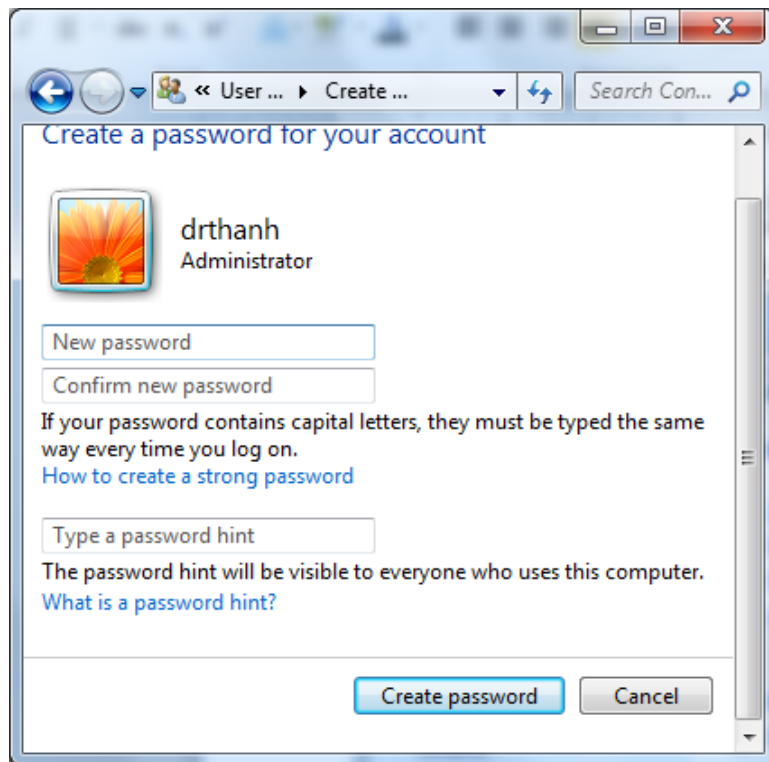 « User ... Create ... Search Con...
Create a password for your account
drthanh
Administrator
New password
Confirm new password
If your password contains capital letters, they must be typed the same
way every time you log on.
How to create a strong password
Type a password hint
The password hint will be visible to everyone who uses this computer.
What is a password hint?
Create password Cancel